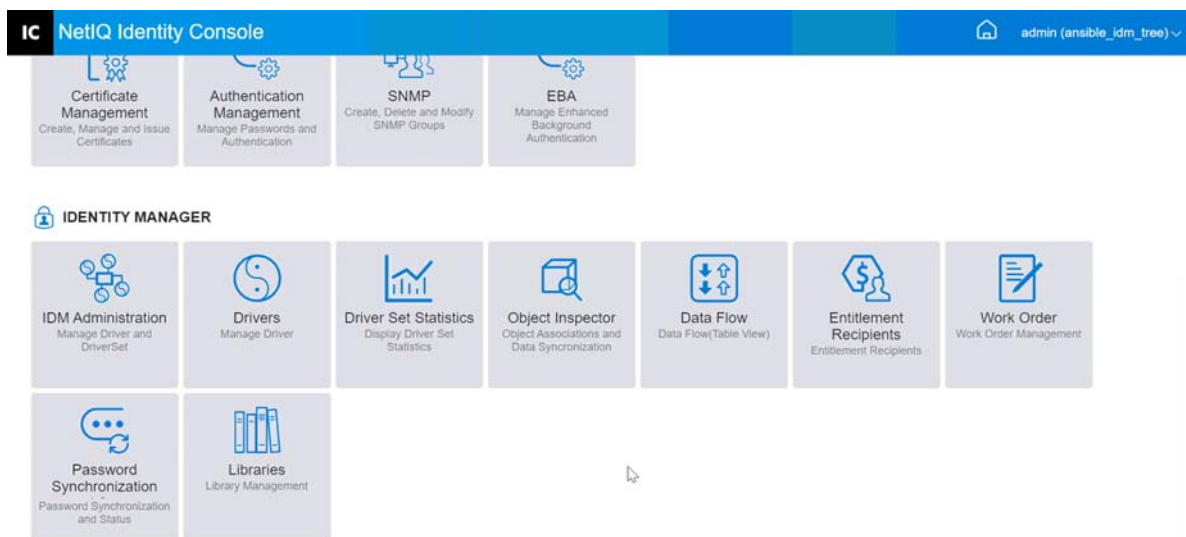 IC NetIQ Identity Console
admin (ansible_idm_tree)
Certificate
Management
Create, Manage and Issue
Certificates
Authentication
Management
Manage Passwords and
Authentication
SNMP
Create, Delete and Modify
SNMP Groups
EBA
Manage Enhanced
Background
Authentication
IDENTITY MANAGER
IDM Administration
Manage Driver and
DriverSet
Drivers
Manage Driver
Driver Set Statistics
Display Driver Set
Statistics
Object Inspector
Object Associations and
Data Syncronization
Data Flow
Data Flow(Table View)
Entitlement
Recipients
Entitlement Recipients
Work Order
Work Order Management
Password
Synchronization
Password Synchronization
and Status
Libraries
Library Management